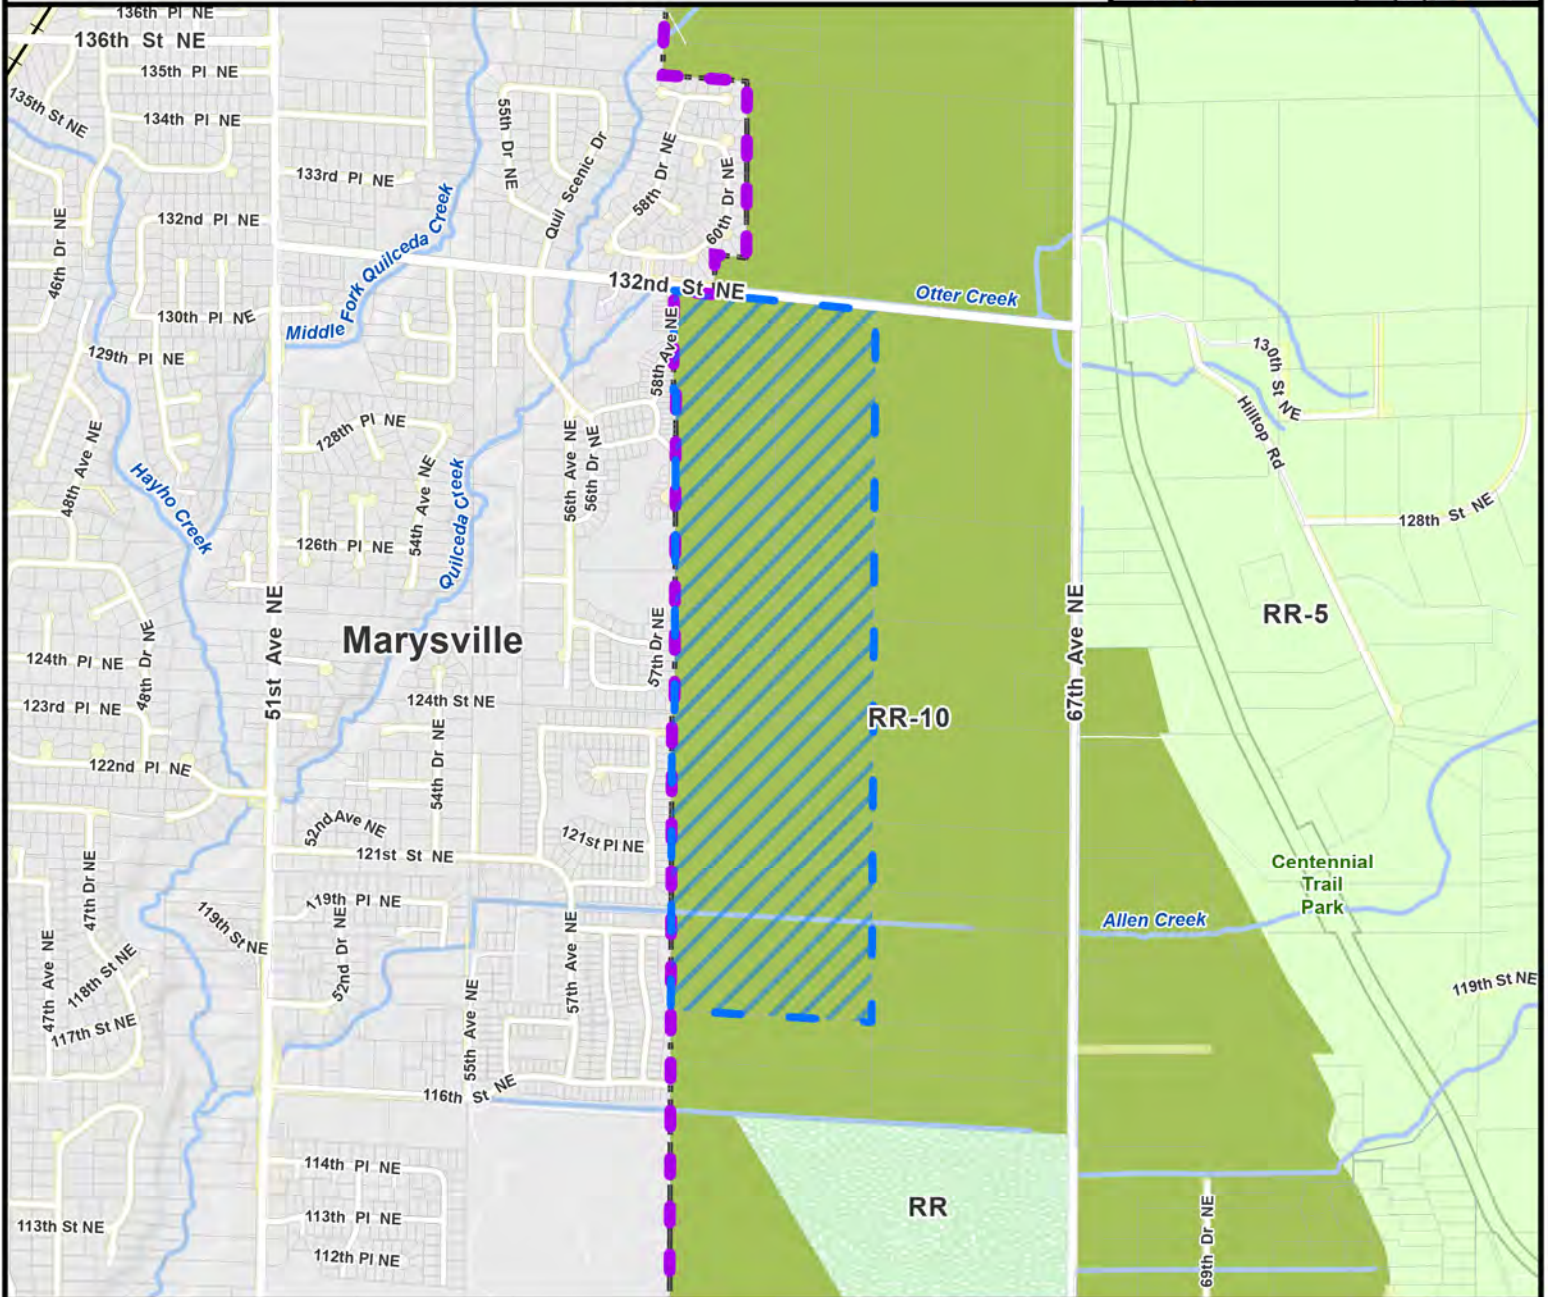 136th Pl NE
136th St NE
135th Pl NE
135th St NE
134th Pl NE
133rd Pl NE
132nd Pl NE
46th Dr NE
55th Dr NE
Quil Scenic Dr
58th Dr NE
60th Dr NE
Middle Fork Quilceda Creek
132nd St NE
Otter Creek
130th Pl NE
129th Pl NE
58th Ave NE
130th St NE
Hilltop Rd
128th Pl NE
48th Ave NE
Hayho Creek
54th Ave NE
Quilceda Creek
56th Ave NE
56th Dr NE
128th St NE
126th Pl NE
51st Ave NE
67th Ave NE
RR-5
Marysville
57th Dr NE
124th Pl NE
48th Dr NE
124th St NE
123rd Pl NE
RR-10
122nd Pl NE
54th Dr NE
52nd Ave NE
121st Pl NE
121st St NE
47th Dr NE
Centennial
Trail
Park
119th Pl NE
119th St NE
52nd Dr NE
57th Ave NE
Allen Creek
47th Ave NE
118th St NE
117th St NE
55th Ave NE
119th St NE
116th St NE
114th Pl NE
RR
113th Pl NE
113th St NE
112th Pl NE
69th Dr NE